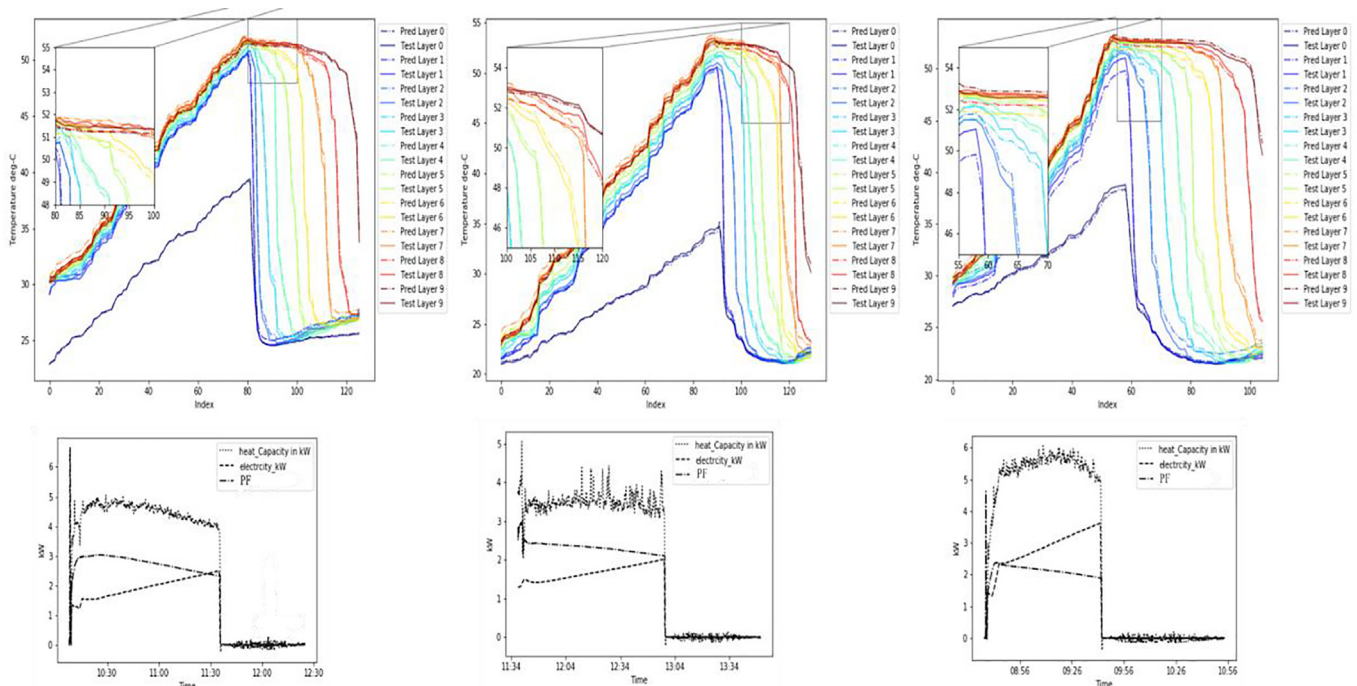 55
54
53
52
51
50
49
48
80 85 90 95 100
50
45
40
35
30
25
Temperature deg-C
0 20 40 60 80 100 120
Index
Pred Layer 0
Test Layer 0
Pred Layer 1
Test Layer 1
Pred Layer 2
Test Layer 2
Pred Layer 3
Test Layer 3
Pred Layer 4
Test Layer 4
Pred Layer 5
Test Layer 5
Pred Layer 6
Test Layer 6
Pred Layer 7
Test Layer 7
Pred Layer 8
Test Layer 8
Pred Layer 9
Test Layer 9
55
50
45
40
35
30
25
20
Temperature deg-C
54
52
50
48
46
100 105 110 115 120
0 20 40 60 80 100 120
Index
Pred Layer 0
Test Layer 0
Pred Layer 1
Test Layer 1
Pred Layer 2
Test Layer 2
Pred Layer 3
Test Layer 3
Pred Layer 4
Test Layer 4
Pred Layer 5
Test Layer 5
Pred Layer 6
Test Layer 6
Pred Layer 7
Test Layer 7
Pred Layer 8
Test Layer 8
Pred Layer 9
Test Layer 9
50
45
40
35
30
25
20
Temperature deg-C
54
52
50
48
46
55 60 65 70
0 20 40 60 80 100
Index
Pred Layer 0
Test Layer 0
Pred Layer 1
Test Layer 1
Pred Layer 2
Test Layer 2
Pred Layer 3
Test Layer 3
Pred Layer 4
Test Layer 4
Pred Layer 5
Test Layer 5
Pred Layer 6
Test Layer 6
Pred Layer 7
Test Layer 7
Pred Layer 8
Test Layer 8
Pred Layer 9
Test Layer 9
heat_Capacity in kW
electrcity_kW
PF
6
5
4
3
2
1
0
kW
10:30 11:00 11:30 12:00 12:30
Time
heat_Capacity in kW
electrcity_kW
PF
5
4
3
2
1
0
kW
11:34 12:04 12:34 13:04 13:34
Time
heat_Capacity in kW
electrcity_kW
PF
6
5
4
3
2
1
0
kW
08:56 09:26 09:56 10:26 10:56
Time